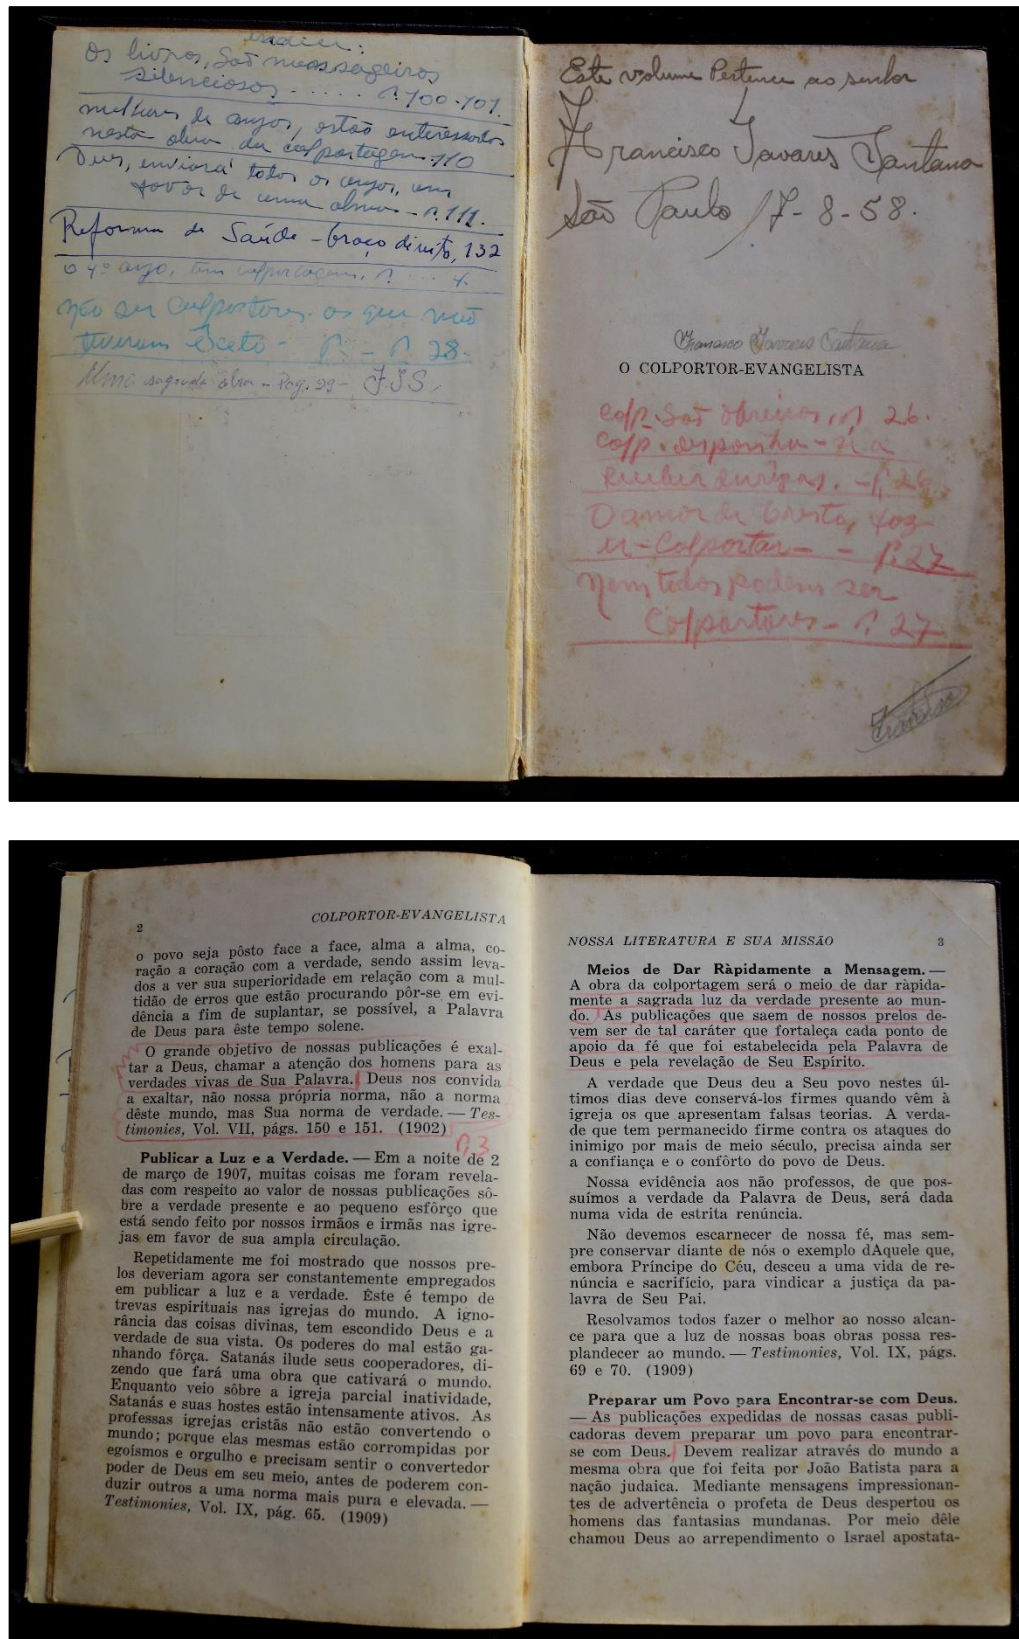 Os livros, são mensageiros
silenciosos ..... p. 100-101.
milhares de anjos, estão enteressados
nesta obra da colportagem. 110
Deus, enviará todos os anjos, em
favor de uma alma - p. 111.
Reforma de Saúde - braço direito, 132
o 4º anjo, tem colportagem, p. ....
não ser colportores os que não
tiveram Êxito - p. 28.
Uma sagrada obra - Pag. 29 -
Este volume Pertence ao senhor
Francisco Tavares Santana
São Paulo 17-8-58.
Francisco Tavares Santana
O COLPORTOR-EVANGELISTA
Colp. são obreiros, p. 26.
Colp.
O amor de Cristo, faz
Colportar - - p. 27
Nem todos podem ser
Colportores - p. 27
2
COLPORTOR-EVANGELISTA
o povo seja pôsto face a face, alma a alma, co-
ração a coração com a verdade, sendo assim leva-
dos a ver sua superioridade em relação com a mul-
tidão de erros que estão procurando pôr-se em evi-
dência a fim de suplantar, se possível, a Palavra
de Deus para êste tempo solene.
O grande objetivo de nossas publicações é exal-
tar a Deus, chamar a atenção dos homens para as
verdades vivas de Sua Palavra. Deus nos convida
a exaltar, não nossa própria norma, não a norma
dêste mundo, mas Sua norma de verdade. — Tes-
timonies, Vol. VII, págs. 150 e 151. (1902)
p. 3
Publicar a Luz e a Verdade. — Em a noite de 2
de março de 1907, muitas coisas me foram revela-
das com respeito ao valor de nossas publicações sô-
bre a verdade presente e ao pequeno esfôrço que
está sendo feito por nossos irmãos e irmãs nas igre-
jas em favor de sua ampla circulação.
Repetidamente me foi mostrado que nossos pre-
los deveriam agora ser constantemente empregados
em publicar a luz e a verdade. Êste é tempo de
trevas espirituais nas igrejas do mundo. A igno-
rância das coisas divinas, tem escondido Deus e a
verdade de sua vista. Os poderes do mal estão ga-
nhando fôrça. Satanás ilude seus cooperadores, di-
zendo que fará uma obra que cativará o mundo.
Enquanto veio sôbre a igreja parcial inatividade,
Satanás e suas hostes estão intensamente ativos. As
professas igrejas cristãs não estão convertendo o
mundo; porque elas mesmas estão corrompidas por
egoísmos e orgulho e precisam sentir o convertedor
poder de Deus em seu meio, antes de poderem con-
duzir outros a uma norma mais pura e elevada. —
Testimonies, Vol. IX, pág. 65. (1909)
NOSSA LITERATURA E SUA MISSÃO
3
Meios de Dar Ràpidamente a Mensagem. —
A obra da colportagem será o meio de dar ràpida-
mente a sagrada luz da verdade presente ao mun-
do. As publicações que saem de nossos prelos de-
vem ser de tal caráter que fortaleça cada ponto de
apoio da fé que foi estabelecida pela Palavra de
Deus e pela revelação de Seu Espírito.
A verdade que Deus deu a Seu povo nestes úl-
timos dias deve conservá-los firmes quando vêm à
igreja os que apresentam falsas teorias. A verda-
de que tem permanecido firme contra os ataques do
inimigo por mais de meio século, precisa ainda ser
a confiança e o confôrto do povo de Deus.
Nossa evidência aos não professos, de que pos-
suímos a verdade da Palavra de Deus, será dada
numa vida de estrita renúncia.
Não devemos escarnecer de nossa fé, mas sem-
pre conservar diante de nós o exemplo dAquele que,
embora Príncipe do Céu, desceu a uma vida de re-
núncia e sacrifício, para vindicar a justiça da pa-
lavra de Seu Pai.
Resolvamos todos fazer o melhor ao nosso alcan-
ce para que a luz de nossas boas obras possa res-
plandecer ao mundo. — Testimonies, Vol. IX, págs.
69 e 70. (1909)
Preparar um Povo para Encontrar-se com Deus.
— As publicações expedidas de nossas casas publi-
cadoras devem preparar um povo para encontrar-
se com Deus. Devem realizar através do mundo a
mesma obra que foi feita por João Batista para a
nação judaica. Mediante mensagens impressionan-
tes de advertência o profeta de Deus despertou os
homens das fantasias mundanas. Por meio dêle
chamou Deus ao arrependimento o Israel apostata-